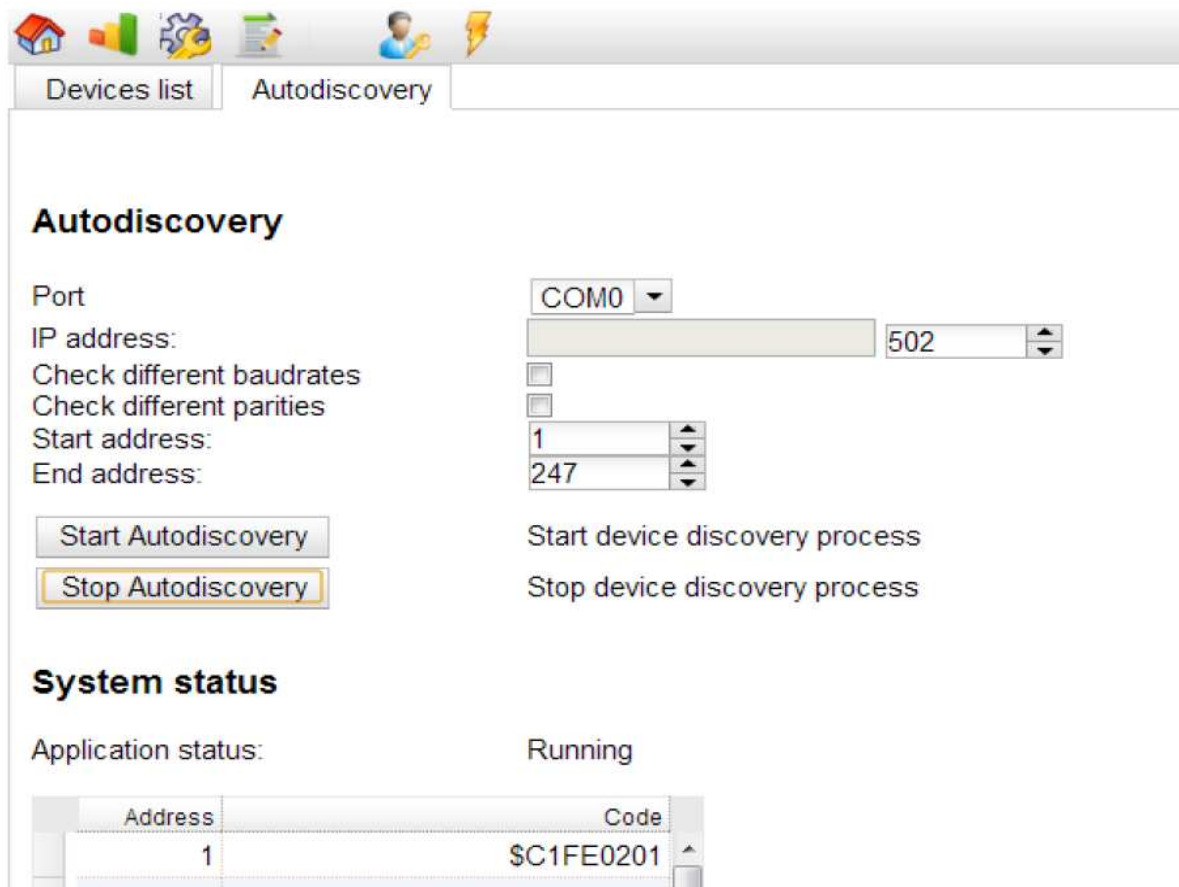 Devices list Autodiscovery
Autodiscovery
Port COM0
IP address: 502
Check different baudrates
Check different parities
Start address: 1
End address: 247
Start Autodiscovery Start device discovery process
Stop Autodiscovery Stop device discovery process
System status
Application status: Running
Address Code
1 $C1FE0201